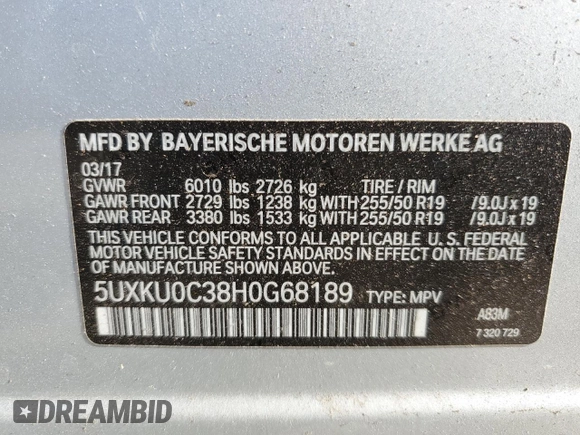 MFD BY BAYERISCHE MOTOREN WERKE AG
03/17
GVWR 6010 lbs 2726 kg TIRE / RIM
GAWR FRONT 2729 lbs 1238 kg WITH 255/50 R19 /9.0J x 19
GAWR REAR 3380 lbs 1533 kg WITH 255/50 R19 /9.0J x 19
THIS VEHICLE CONFORMS TO ALL APPLICABLE U. S. FEDERAL
MOTOR VEHICLE SAFETY STANDARDS IN EFFECT ON THE DATE
OF MANUFACTURE SHOWN ABOVE.
5UXKU0C38H0G68189 TYPE: MPV
A83M
7 320 729
DREAMBID